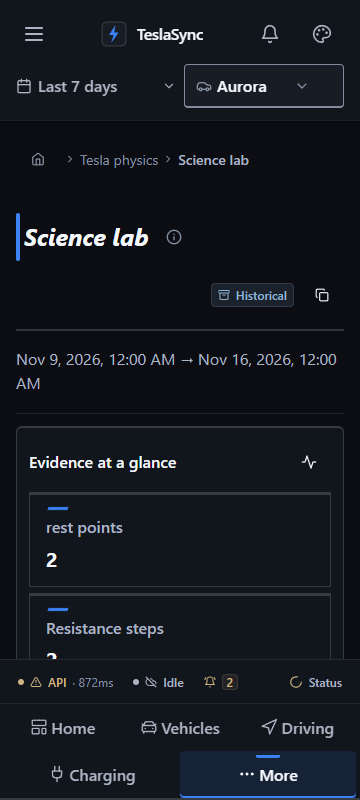 TeslaSync
Last 7 days
Aurora
Tesla physics
Science lab
Science lab
Historical
Nov 9, 2026, 12:00 AM → Nov 16, 2026, 12:00
AM
Evidence at a glance
rest points
2
Resistance steps
API · 872ms
Idle
2
Status
Home
Vehicles
Driving
Charging
More